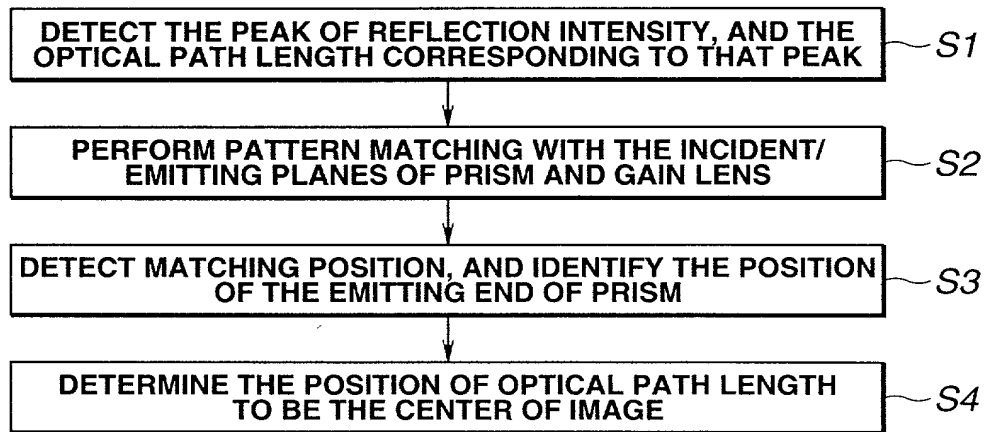 DETECT THE PEAK OF REFLECTION INTENSITY, AND THE
OPTICAL PATH LENGTH CORRESPONDING TO THAT PEAK
S1
PERFORM PATTERN MATCHING WITH THE INCIDENT/
EMITTING PLANES OF PRISM AND GAIN LENS
S2
DETECT MATCHING POSITION, AND IDENTIFY THE POSITION
OF THE EMITTING END OF PRISM
S3
DETERMINE THE POSITION OF OPTICAL PATH LENGTH
TO BE THE CENTER OF IMAGE
S4